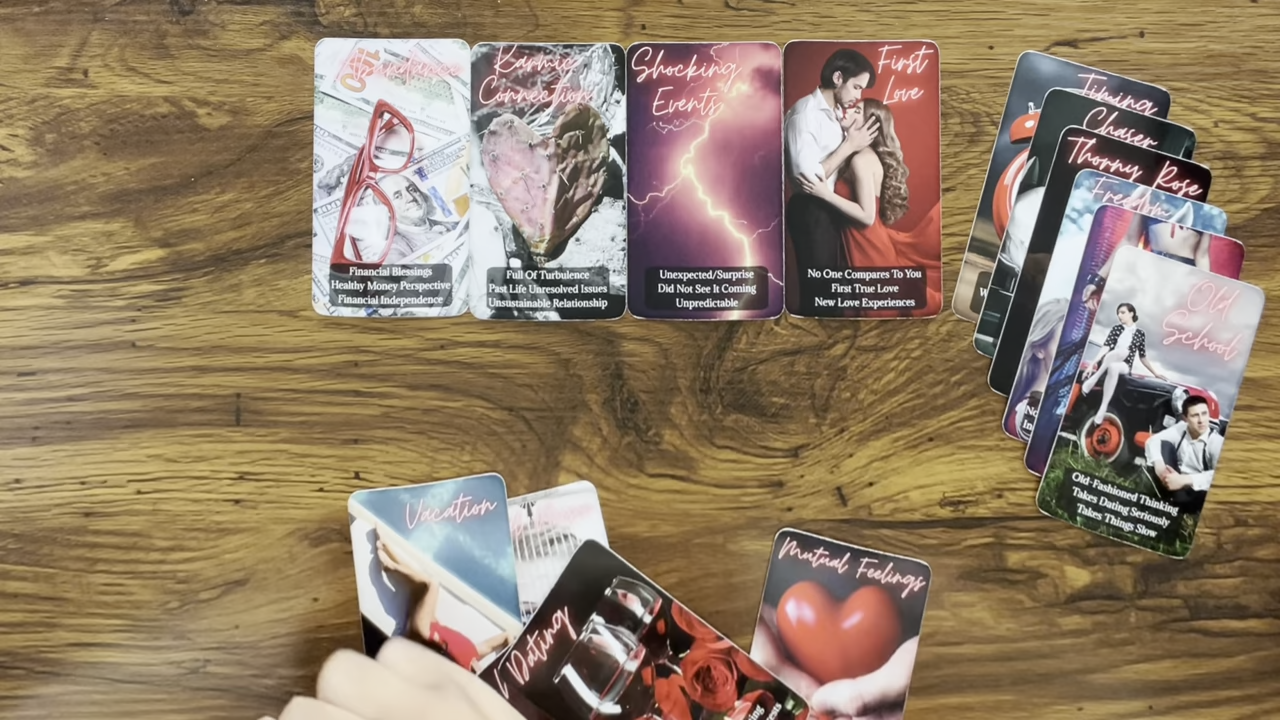 Abundance
Financial Blessings
Healthy Money Perspective
Financial Independence
Karmic
Connection
Full Of Turbulence
Past Life Unresolved Issues
Unsustainable Relationship
Shocking
Events
Unexpected/Surprise
Did Not See It Coming
Unpredictable
First
Love
No One Compares To You
First True Love
New Love Experiences
Timing
Chaser
Thorny Rose
Freedom
Old
School
Old-Fashioned Thinking
Takes Dating Seriously
Takes Things Slow
Vacation
Dating
Mutual Feelings